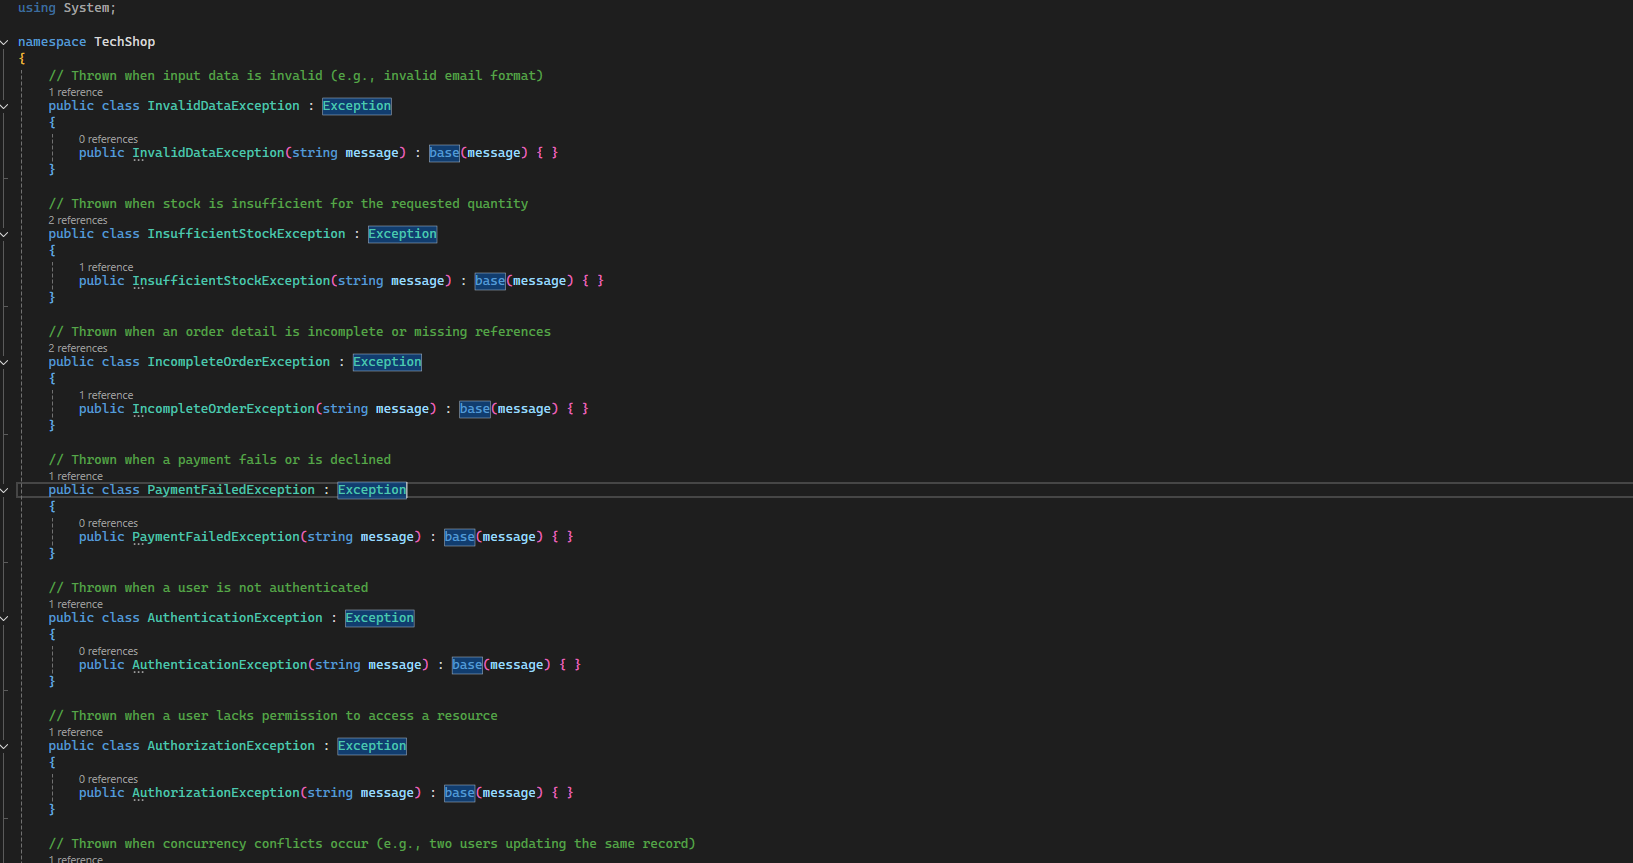 using System;
namespace TechShop
{
// Thrown when input data is invalid (e.g., invalid email format)
1 reference
public class InvalidDataException : Exception
{
0 references
public InvalidDataException(string message) : base(message) { }
}
// Thrown when stock is insufficient for the requested quantity
2 references
public class InsufficientStockException : Exception
{
1 reference
public InsufficientStockException(string message) : base(message) { }
}
// Thrown when an order detail is incomplete or missing references
2 references
public class IncompleteOrderException : Exception
{
1 reference
public IncompleteOrderException(string message) : base(message) { }
}
// Thrown when a payment fails or is declined
1 reference
public class PaymentFailedException : Exception
{
0 references
public PaymentFailedException(string message) : base(message) { }
}
// Thrown when a user is not authenticated
1 reference
public class AuthenticationException : Exception
{
0 references
public AuthenticationException(string message) : base(message) { }
}
// Thrown when a user lacks permission to access a resource
1 reference
public class AuthorizationException : Exception
{
0 references
public AuthorizationException(string message) : base(message) { }
}
// Thrown when concurrency conflicts occur (e.g., two users updating the same record)
1 reference